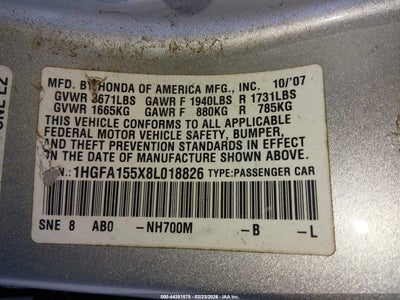 SNE L2
MFD. BY HONDA OF AMERICA MFG., INC. 10/'07
GVWR 3671LBS GAWR F 1940LBS R 1731LBS
GVWR 1665KG GAWR F 880KG R 785KG
THIS VEHICLE CONFORMS TO ALL APPLICABLE
FEDERAL MOTOR VEHICLE SAFETY, BUMPER,
AND THEFT PREVENTION STANDARDS IN EFFECT
ON THE DATE OF MANUFACTURE SHOWN ABOVE.
V.I.N.: 1HGFA155X8L018826 TYPE:PASSENGER CAR
SNE 8 AB0 -NH700M -B -L
000-44381575 - 02/23/2026 - IAA Inc.